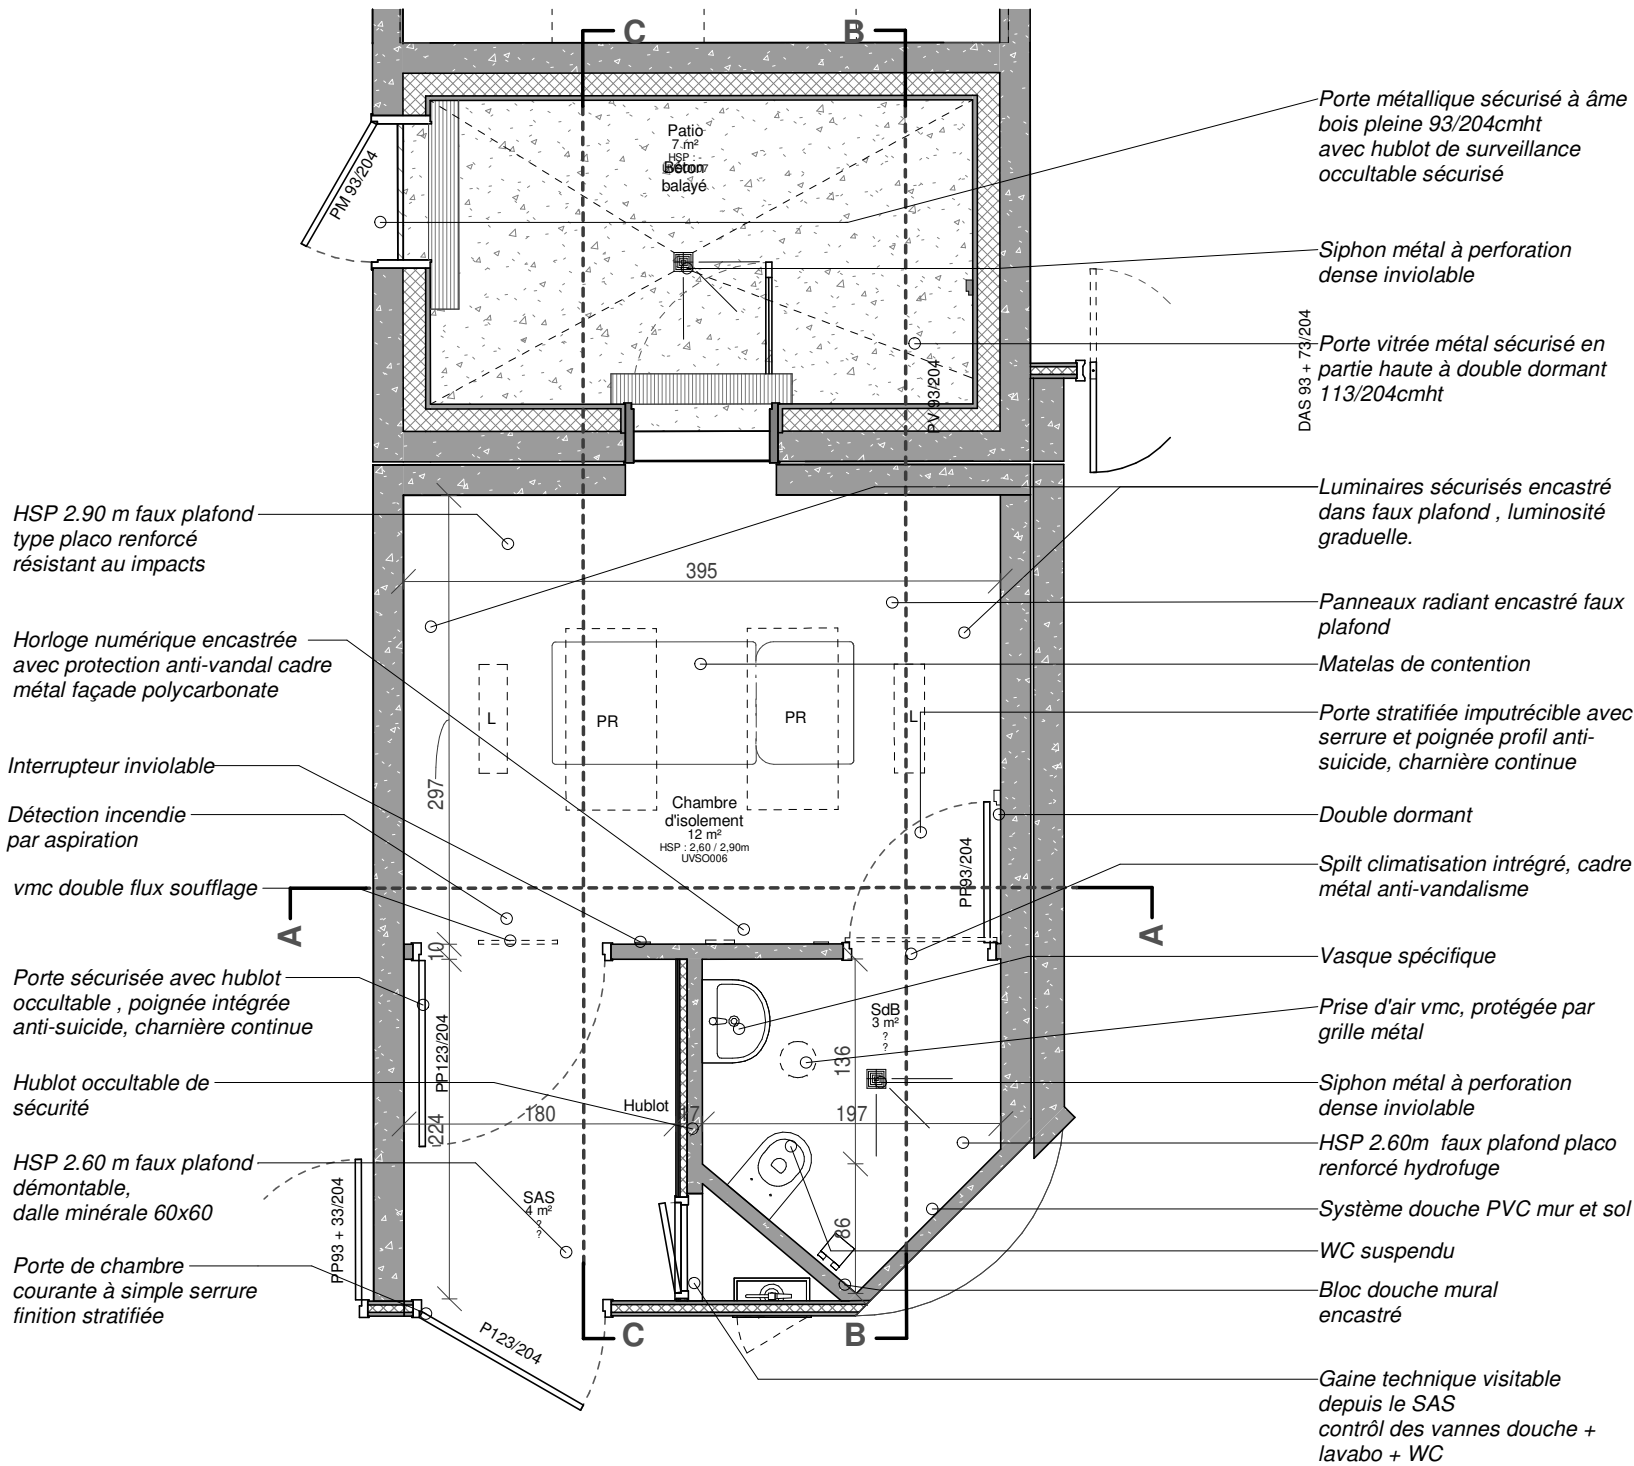 C
B
Porte métallique sécurisé à âme
bois pleine 93/204cmht
avec hublot de surveillance
occultable sécurisé
Patio
7 m²
HSP :
balayé
PM 93/204
Siphon métal à perforation
dense inviolable
DAS 93 + 73/204
Porte vitrée métal sécurisé en
partie haute à double dormant
113/204cmht
PV 93/204
HSP 2.90 m faux plafond
type placo renforcé
résistant au impacts
Luminaires sécurisés encastré
dans faux plafond , luminosité
graduelle.
395
Panneaux radiant encastré faux
plafond
Horloge numérique encastrée
avec protection anti-vandal cadre
métal façade polycarbonate
Matelas de contention
L
PR
PR
L
Porte stratifiée imputrécible avec
serrure et poignée profil anti-
suicide, charnière continue
297
Interrupteur inviolable
Chambre
d'isolement
12 m²
HSP : 2,60 / 2,90m
UVSO006
Détection incendie
par aspiration
Double dormant
PP93/204
vmc double flux soufflage
Spilt climatisation intrégré, cadre
métal anti-vandalisme
A
A
10
Porte sécurisée avec hublot
occultable , poignée intégrée
anti-suicide, charnière continue
Vasque spécifique
SdB
3 m²
?
?
Prise d'air vmc, protégée par
grille métal
PP123/204
136
Hublot occultable de
sécurité
Siphon métal à perforation
dense inviolable
Hublot
224
180
17
197
HSP 2.60m faux plafond placo
renforcé hydrofuge
HSP 2.60 m faux plafond
démontable,
dalle minérale 60x60
PP93 + 33/204
SAS
4 m²
?
?
86
Système douche PVC mur et sol
WC suspendu
Porte de chambre
courante à simple serrure
finition stratifiée
Bloc douche mural
encastré
P123/204
C
B
Gaine technique visitable
depuis le SAS
contrôl des vannes douche +
lavabo + WC